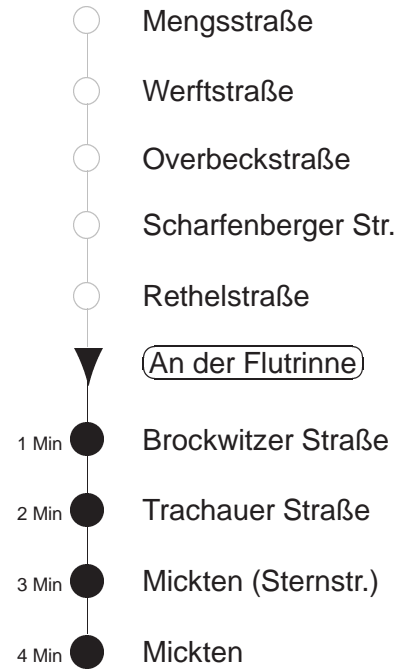 Mengsstraße
Werftstraße
Overbeckstraße
Scharfenberger Str.
Rethelstraße
An der Flutrinne
1 Min Brockwitzer Straße
2 Min Trachauer Straße
3 Min Mickten (Sternstr.)
4 Min Mickten